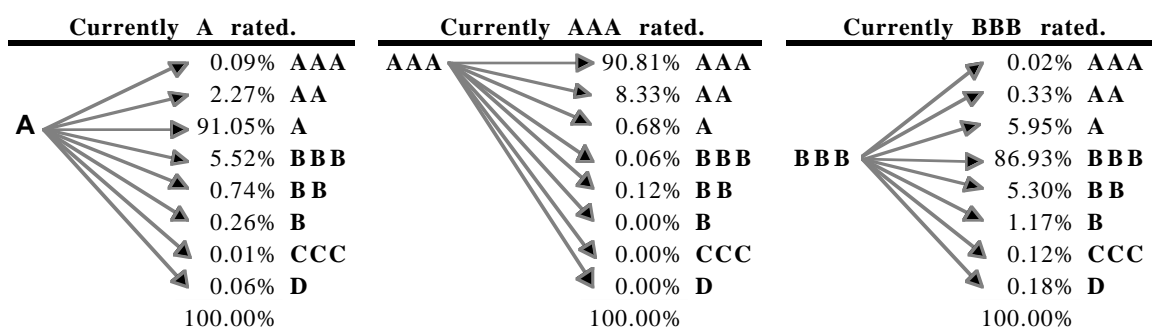 Currently A rated.
A
0.09% AAA
2.27% AA
91.05% A
5.52% BBB
0.74% BB
0.26% B
0.01% CCC
0.06% D
100.00%
Currently AAA rated.
AAA
90.81% AAA
8.33% AA
0.68% A
0.06% BBB
0.12% BB
0.00% B
0.00% CCC
0.00% D
100.00%
Currently BBB rated.
BBB
0.02% AAA
0.33% AA
5.95% A
86.93% BBB
5.30% BB
1.17% B
0.12% CCC
0.18% D
100.00%